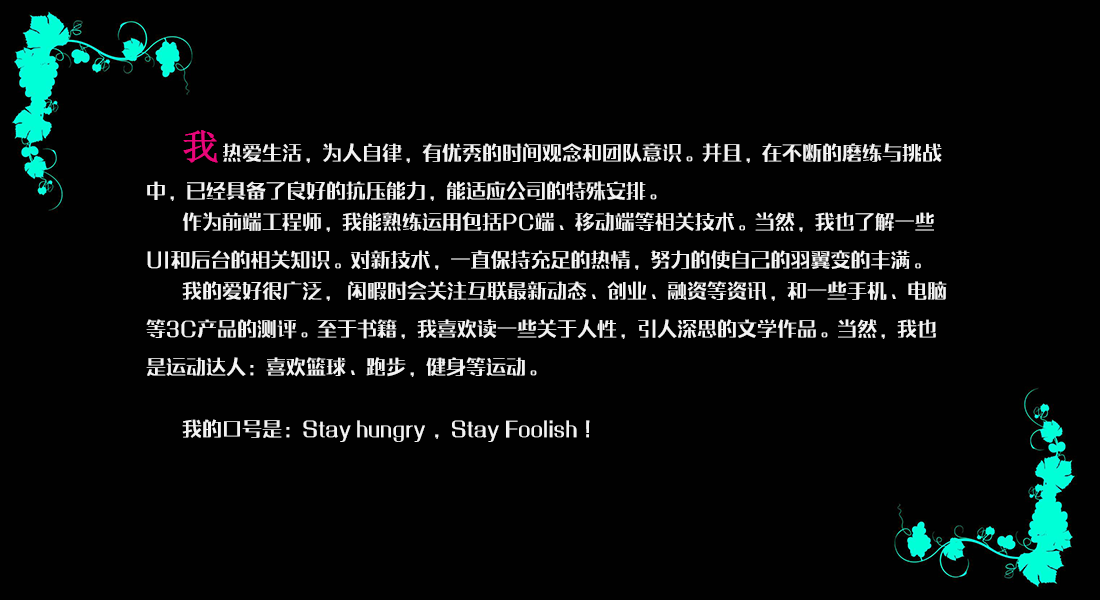 我热爱生活，为人自律，有优秀的时间观念和团队意识。并且，在不断的磨练与挑战
中，已经具备了良好的抗压能力，能适应公司的特殊安排。
作为前端工程师，我能熟练运用包括PC端、移动端等相关技术。当然，我也了解一些
UI和后台的相关知识。对新技术，一直保持充足的热情，努力的使自己的羽翼变的丰满。
我的爱好很广泛， 闲暇时会关注互联最新动态、创业、融资等资讯，和一些手机、电脑
等3C产品的测评。至于书籍，我喜欢读一些关于人性，引人深思的文学作品。当然，我也
是运动达人：喜欢篮球、跑步，健身等运动。
我的口号是：Stay hungry ，Stay Foolish！